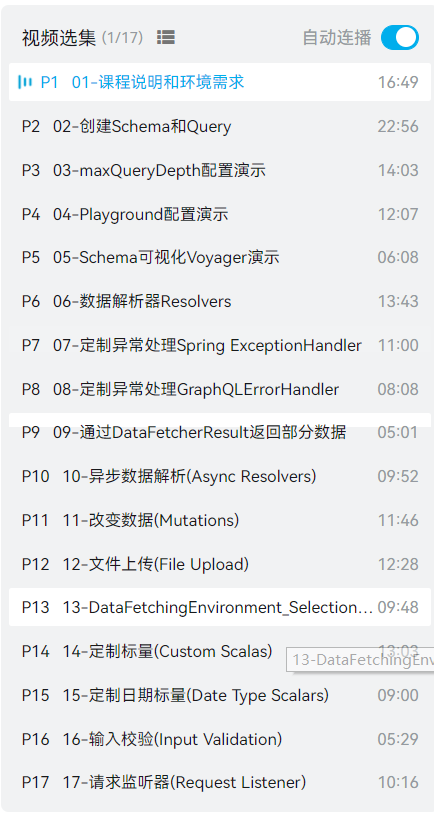 视频选集 (1/17) 自动连播
P1 01-课程说明和环境需求 16:49
P2 02-创建Schema和Query 22:56
P3 03-maxQueryDepth配置演示 14:03
P4 04-Playground配置演示 12:07
P5 05-Schema可视化Voyager演示 06:08
P6 06-数据解析器Resolvers 13:43
P7 07-定制异常处理Spring ExceptionHandler 11:00
P8 08-定制异常处理GraphQLErrorHandler 08:08
P9 09-通过DataFetcherResult返回部分数据 05:01
P10 10-异步数据解析(Async Resolvers) 09:52
P11 11-改变数据(Mutations) 11:46
P12 12-文件上传(File Upload) 12:28
P13 13-DataFetchingEnvironment_Selection... 09:48
P14 14-定制标量(Custom Scalas) 13:03
13-DataFetchingEnv
P15 15-定制日期标量(Date Type Scalars) 09:00
P16 16-输入校验(Input Validation) 05:29
P17 17-请求监听器(Request Listener) 10:16